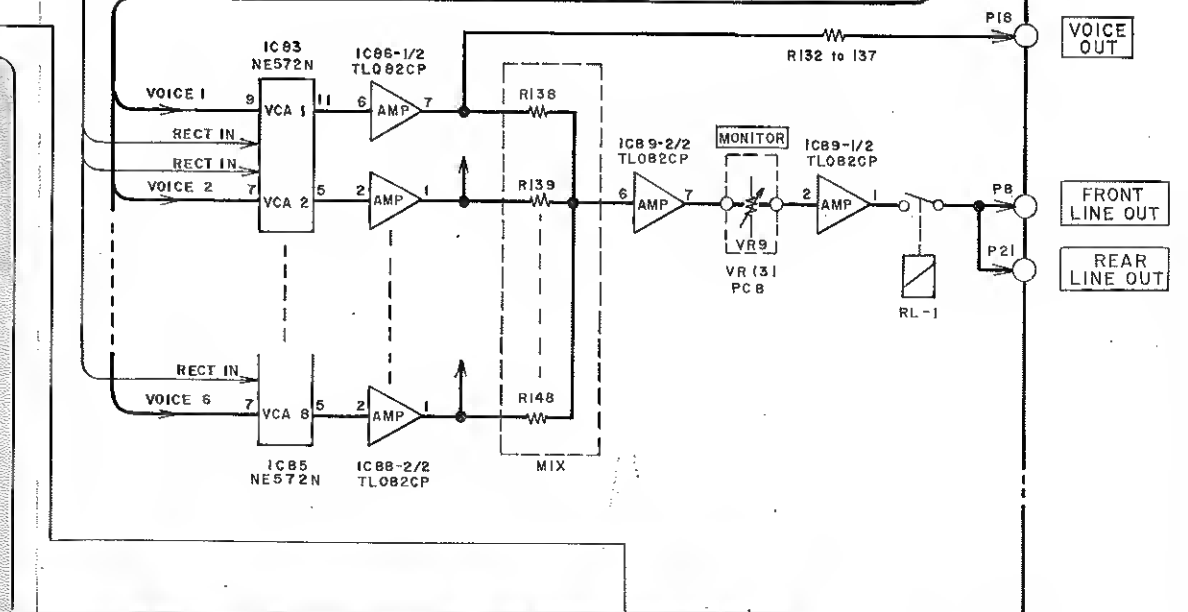 P18
VOICE
OUT
R132 to 137
IC83
NE572N
IC86-1/2
TL082CP
VOICE 1
9
VCA 1
11
6
AMP
7
R138
RECT IN
RECT IN
VOICE 2
7
VCA 2
5
2
AMP
1
R139
IC89-2/2
TL082CP
6
AMP
7
MONITOR
VR9
VR (3)
PCB
IC89-1/2
TL082CP
2
AMP
1
RL-1
P8
FRONT
LINE OUT
P21
REAR
LINE OUT
RECT IN
VOICE 6
7
VCA 8
5
2
AMP
1
R148
IC85
NE572N
IC88-2/2
TL082CP
MIX